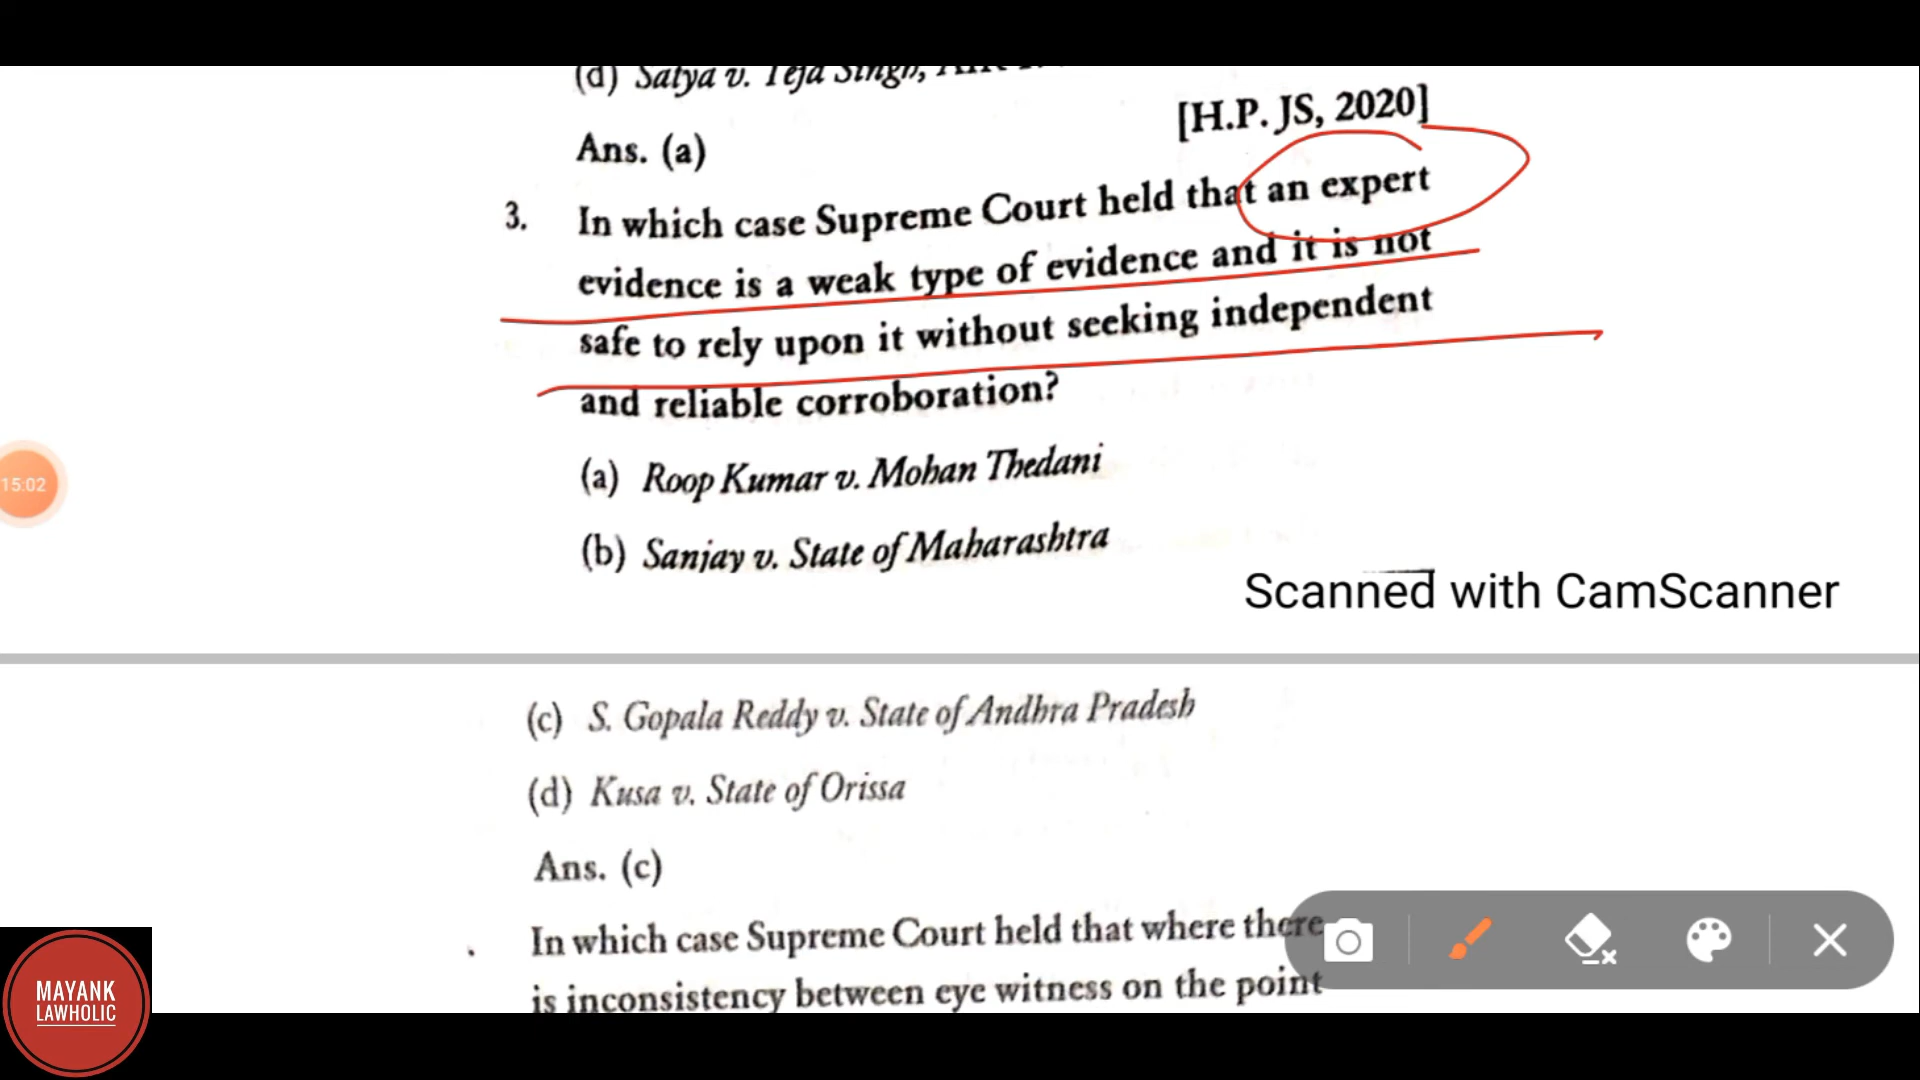 (d) Satya v. Teja Singh,
[H.P. JS, 2020]
Ans. (a)
3. In which case Supreme Court held that an expert
evidence is a weak type of evidence and it is not
safe to rely upon it without seeking independent
and reliable corroboration?
(a) Roop Kumar v. Mohan Thedani
(b) Sanjay v. State of Maharashtra
Scanned with CamScanner
15:02
(c) S. Gopala Reddy v. State of Andhra Pradesh
(d) Kusa v. State of Orissa
Ans. (c)
. In which case Supreme Court held that where there
is inconsistency between eye witness on the point
MAYANK
LAWHOLIC